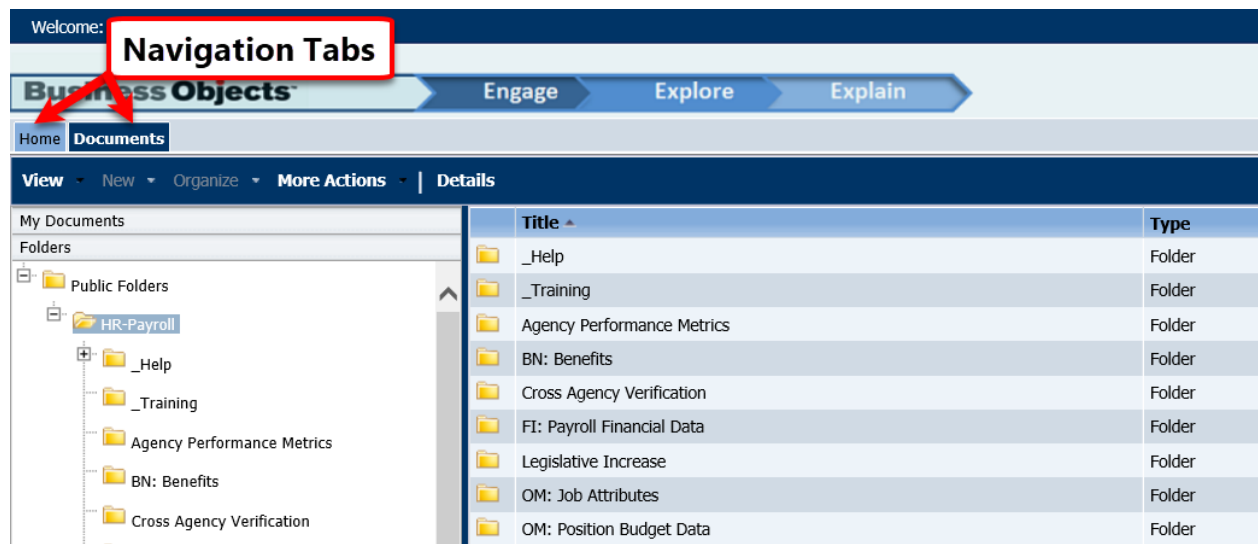 Welcome:
Navigation Tabs
Business Objects Engage Explore Explain
Home Documents
View New Organize More Actions | Details
My Documents
Folders
Public Folders
HR-Payroll
_Help
_Training
Agency Performance Metrics
BN: Benefits
Cross Agency Verification
Title Type
_Help Folder
_Training Folder
Agency Performance Metrics Folder
BN: Benefits Folder
Cross Agency Verification Folder
FI: Payroll Financial Data Folder
Legislative Increase Folder
OM: Job Attributes Folder
OM: Position Budget Data Folder